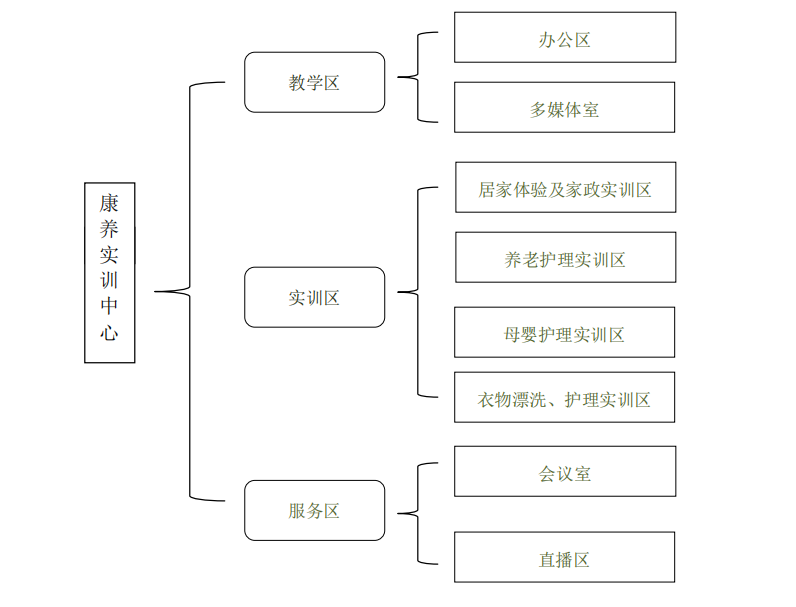 康养实训中心
教学区
办公区
多媒体室
实训区
居家体验及家政实训区
养老护理实训区
母婴护理实训区
衣物漂洗、护理实训区
服务区
会议室
直播区